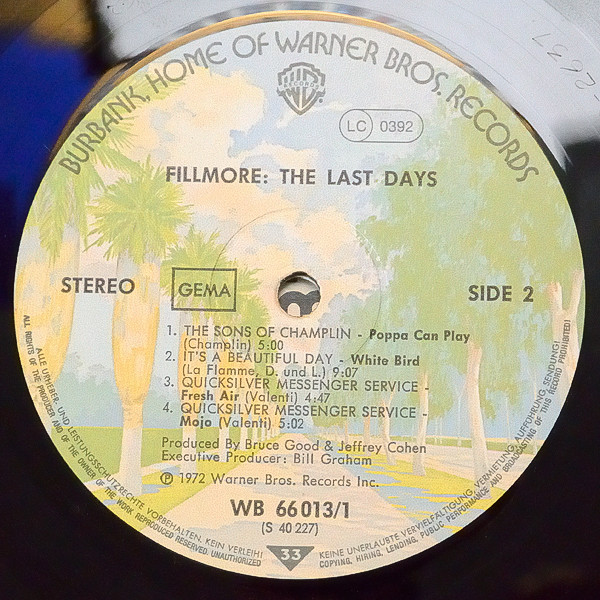 BURBANK, HOME OF WARNER BROS. RECORDS
WB
RECORDS
LC 0392
FILLMORE: THE LAST DAYS
STEREO
GEMA
SIDE 2
1. THE SONS OF CHAMPLIN - Poppa Can Play
(Champlin) 5:00
2. IT'S A BEAUTIFUL DAY - White Bird
(La Flamme, D. und L.) 9:07
3. QUICKSILVER MESSENGER SERVICE -
Fresh Air (Valenti) 4:47
4. QUICKSILVER MESSENGER SERVICE -
Mojo (Valenti) 5:02
Produced By Bruce Good & Jeffrey Cohen
Executive Producer: Bill Graham
℗ 1972 Warner Bros. Records Inc.
WB 66 013/1
(S 40 227)
33
ALLE URHEBER- UND LEISTUNGSSCHUTZRECHTE VORBEHALTEN. KEIN VERLEIH!
KEINE UNERLAUBTE VERVIELFÄLTIGUNG, VERMIETUNG, AUFFÜHRUNG, SENDUNG!
ALL RIGHTS OF THE PRODUCER AND OF THE OWNER OF THE WORK REPRODUCED RESERVED. UNAUTHORIZED
COPYING, HIRING, LENDING, PUBLIC PERFORMANCE AND BROADCASTING OF THIS RECORD PROHIBITED!